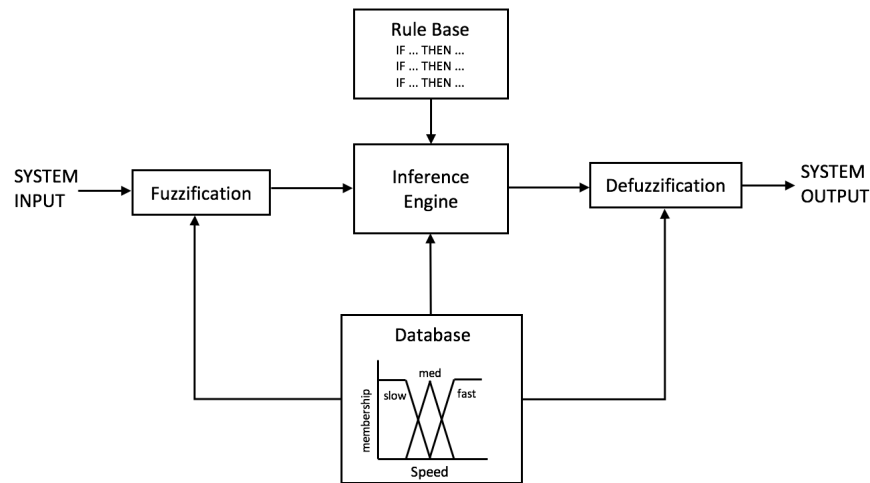 Rule Base
IF ... THEN ...
IF ... THEN ...
IF ... THEN ...
SYSTEM
INPUT
Fuzzification
Inference
Engine
Defuzzification
SYSTEM
OUTPUT
Database
membership
slow
med
fast
Speed